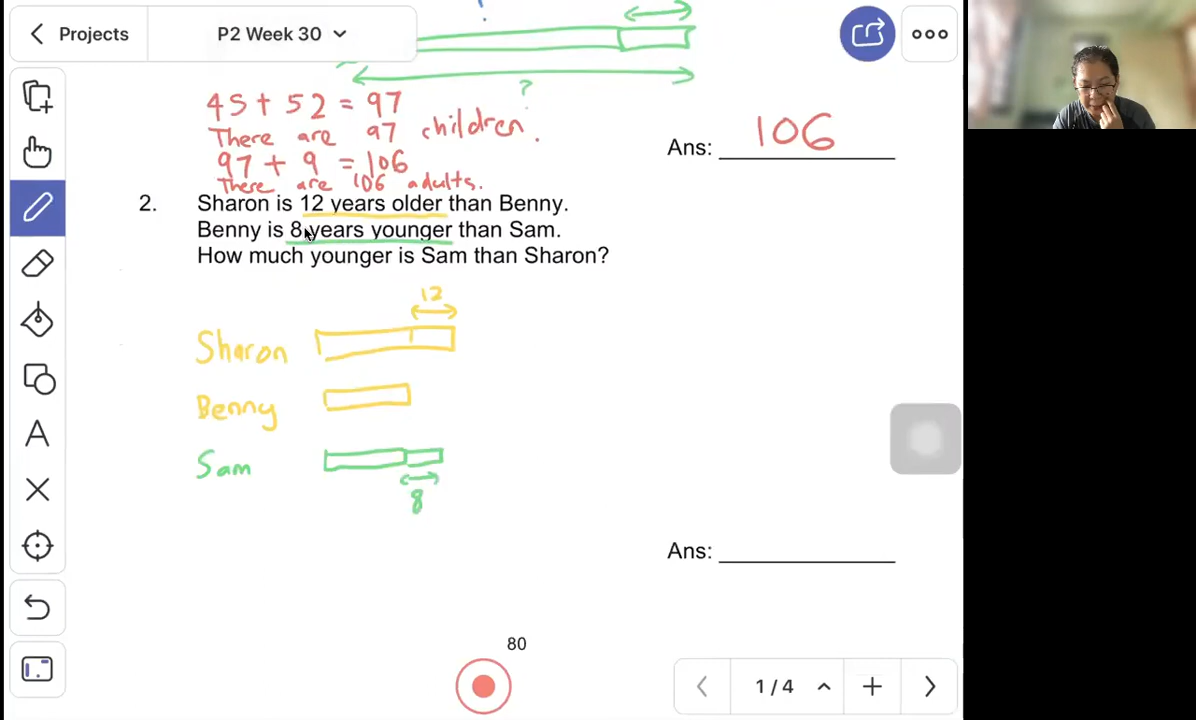 Projects
P2 Week 30
?
45 + 52 = 97
There are 97 children.
97 + 9 = 106
There are 106 adults.
Ans: 106
2. Sharon is 12 years older than Benny.
Benny is 8 years younger than Sam.
How much younger is Sam than Sharon?
12
Sharon
Benny
Sam
8
Ans:
80
A
1 / 4